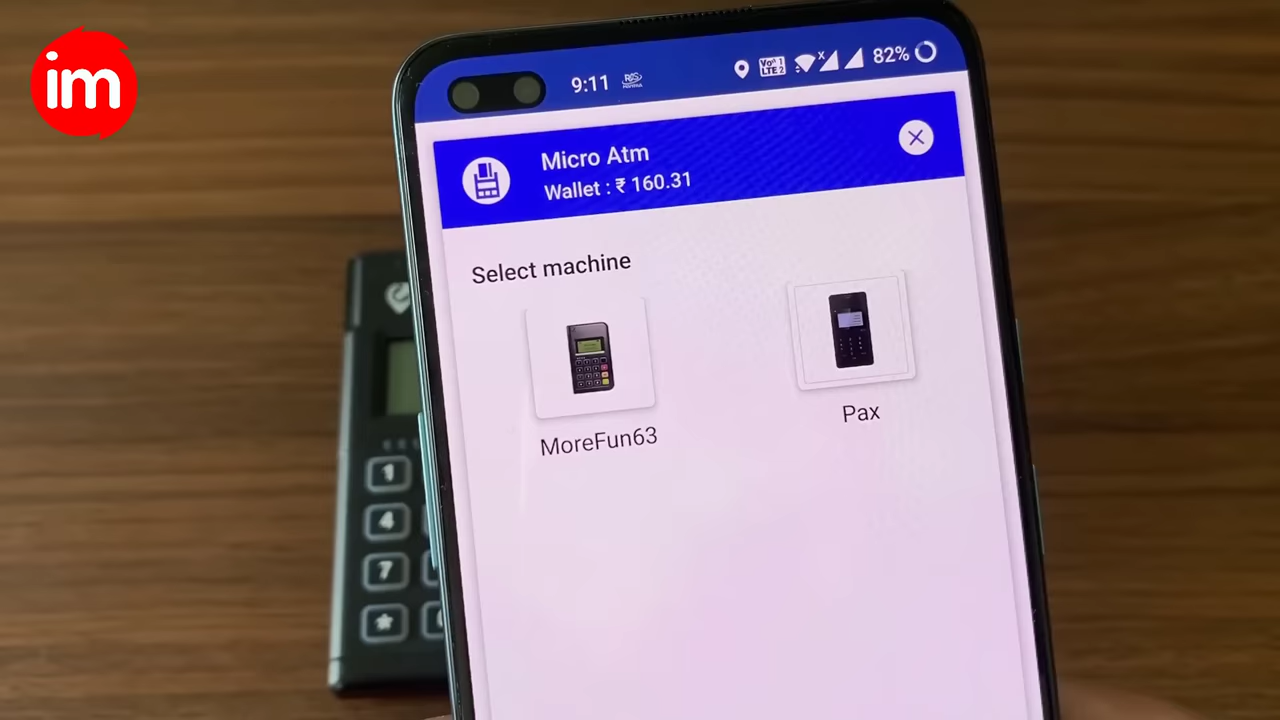 im
9:11
82%
Micro Atm
Wallet : ₹ 160.31
Select machine
MoreFun63
Pax
1
4
7
*